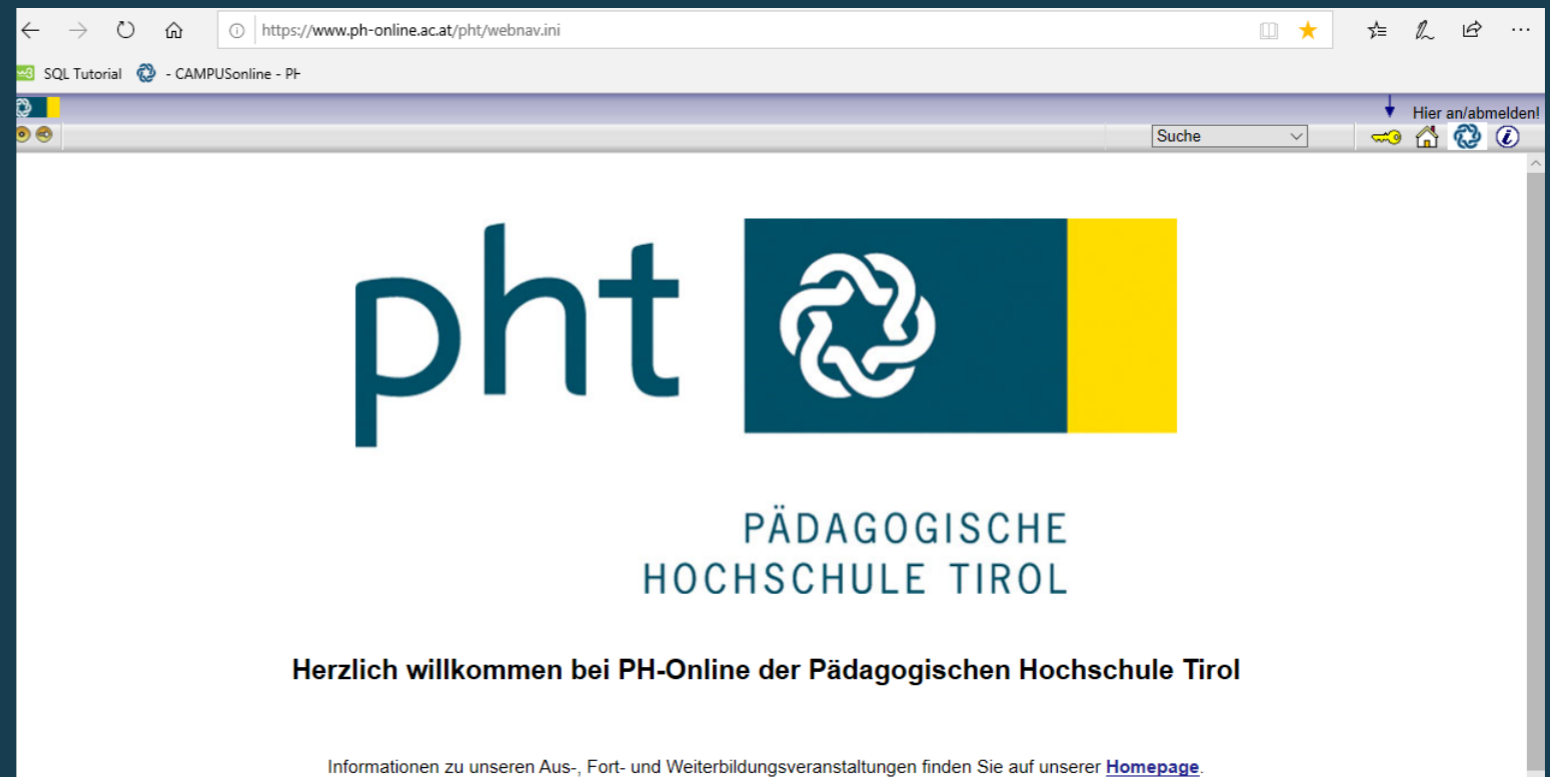 https://www.ph-online.ac.at/pht/webnav.ini
SQL Tutorial - CAMPUSonline - PH
Hier an/abmelden!
Suche
pht
PÄDAGOGISCHE
HOCHSCHULE TIROL
Herzlich willkommen bei PH-Online der Pädagogischen Hochschule Tirol
Informationen zu unseren Aus-, Fort- und Weiterbildungsveranstaltungen finden Sie auf unserer Homepage.